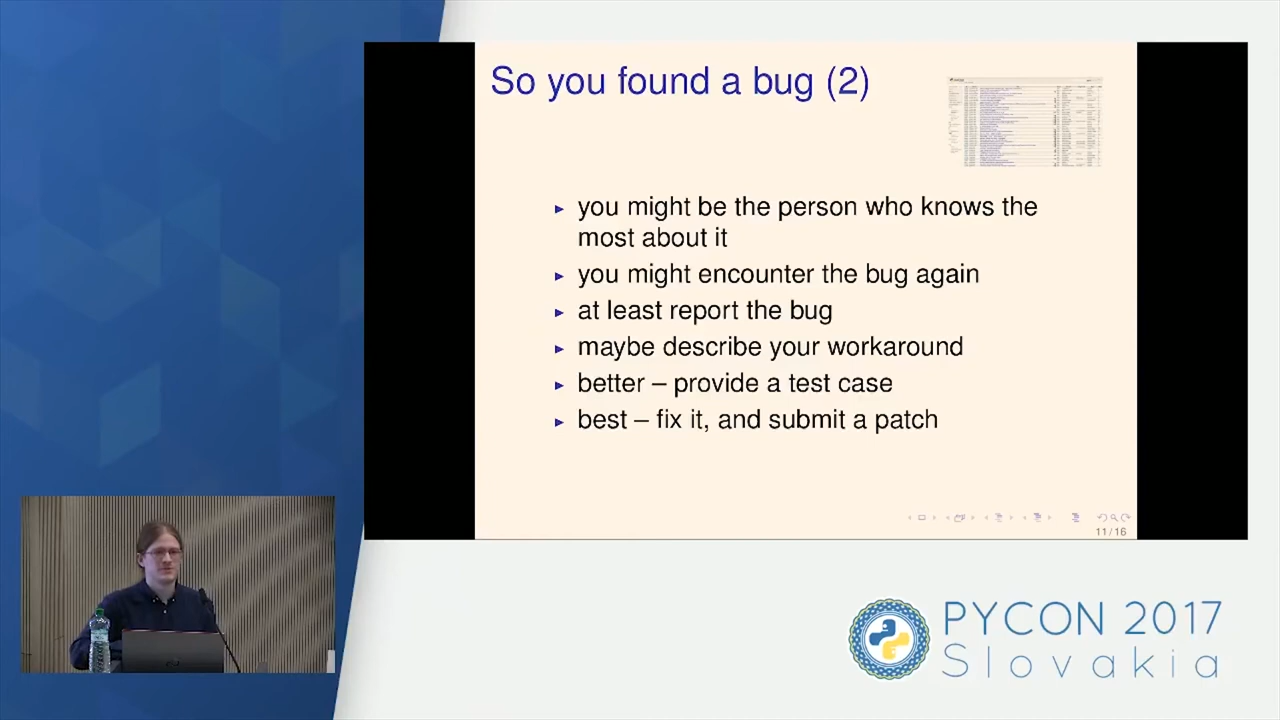 So you found a bug (2)
▸ you might be the person who knows the
most about it
▸ you might encounter the bug again
▸ at least report the bug
▸ maybe describe your workaround
▸ better – provide a test case
▸ best – fix it, and submit a patch
11/16
PYCON 2017
Slovakia